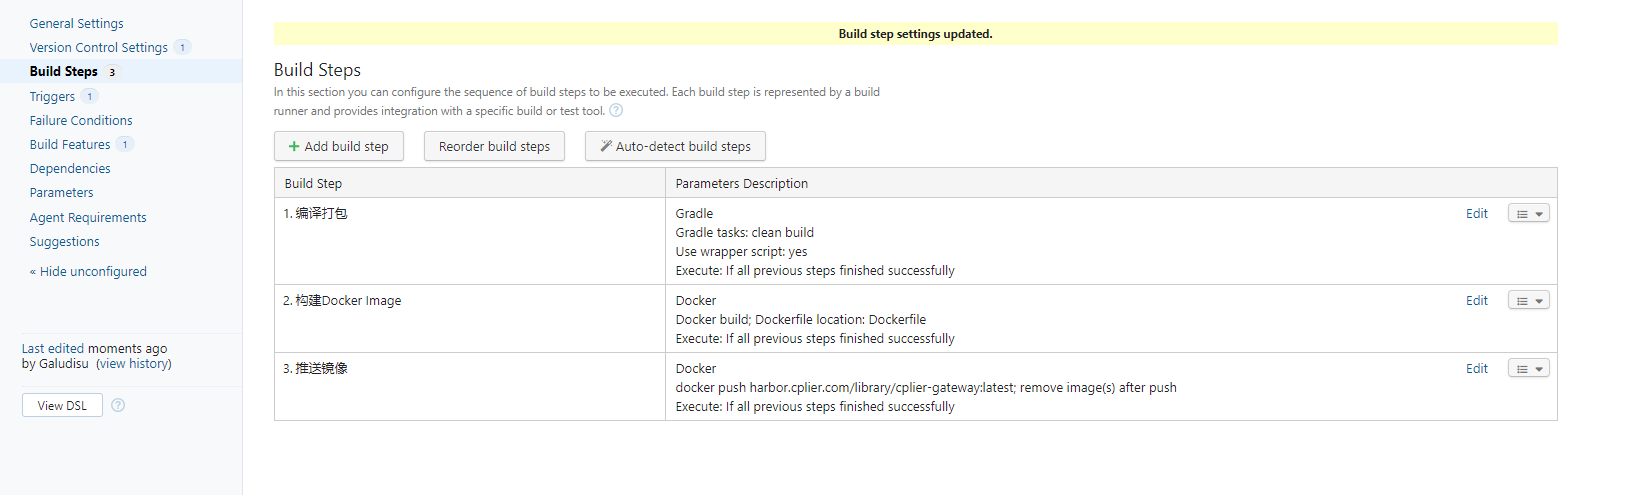 General Settings
Version Control Settings 1
Build Steps 3
Triggers 1
Failure Conditions
Build Features 1
Dependencies
Parameters
Agent Requirements
Suggestions
« Hide unconfigured
Last edited moments ago
by Galudisu (view history)
View DSL ?
Build step settings updated.
Build Steps
In this section you can configure the sequence of build steps to be executed. Each build step is represented by a build
runner and provides integration with a specific build or test tool. ?
+ Add build step
Reorder build steps
Auto-detect build steps
Build Step
Parameters Description
1. 编译打包
Gradle
Gradle tasks: clean build
Use wrapper script: yes
Execute: If all previous steps finished successfully
Edit
2. 构建Docker Image
Docker
Docker build; Dockerfile location: Dockerfile
Execute: If all previous steps finished successfully
Edit
3. 推送镜像
Docker
docker push harbor.cplier.com/library/cplier-gateway:latest; remove image(s) after push
Execute: If all previous steps finished successfully
Edit